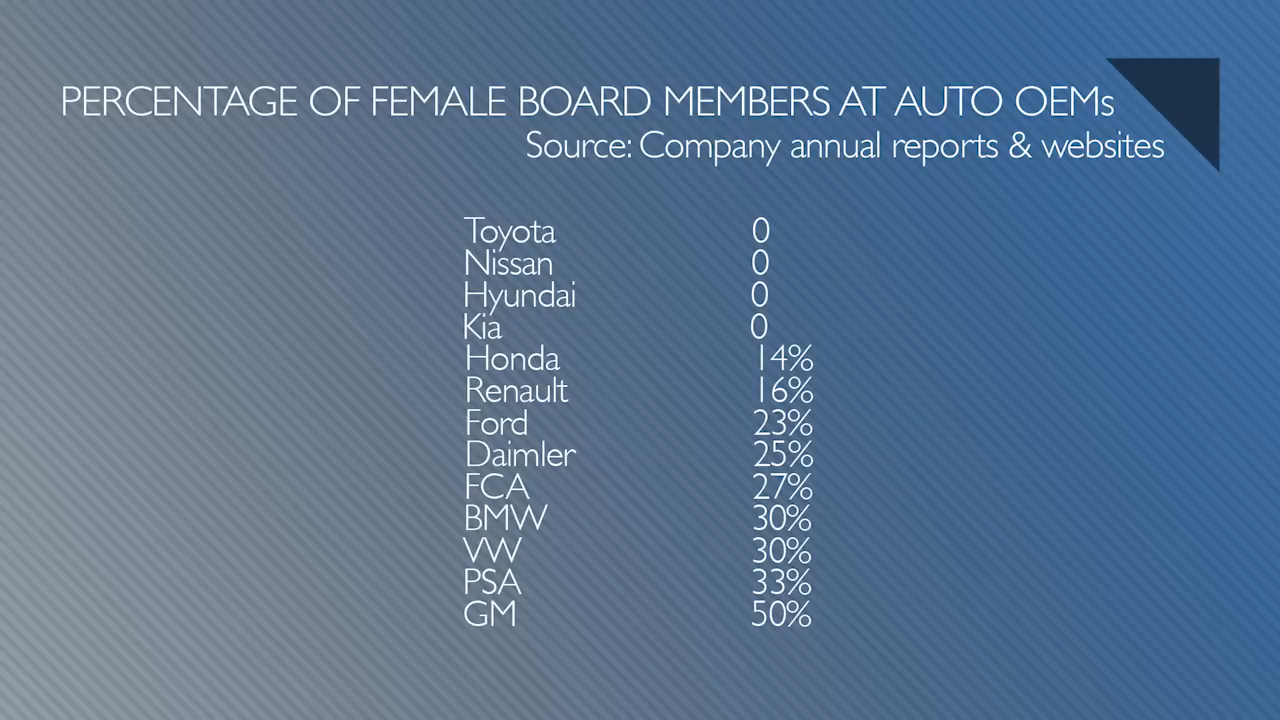 PERCENTAGE OF FEMALE BOARD MEMBERS AT AUTO OEMs
Source: Company annual reports & websites
Toyota 0
Nissan 0
Hyundai 0
Kia 0
Honda 14%
Renault 16%
Ford 23%
Daimler 25%
FCA 27%
BMW 30%
VW 30%
PSA 33%
GM 50%